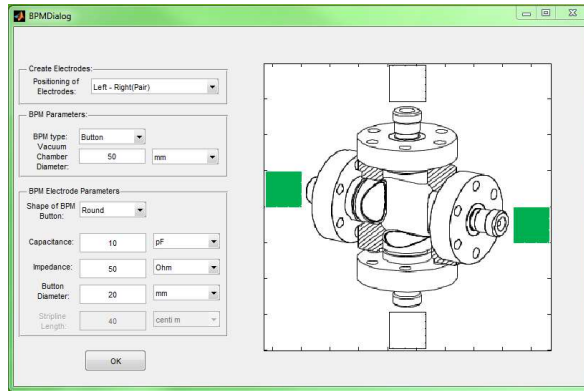 BPMDialog
Create Electrodes:
Positioning of
Electrodes:
Left - Right(Pair)
BPM Parameters:
BPM type:
Button
Vacuum
Chamber
Diameter:
50
mm
BPM Electrode Parameters
Shape of BPM
Button:
Round
Capacitance:
10
pF
Impedance:
50
Ohm
Button
Diameter:
20
mm
Stripline
Length:
40
centi m
OK